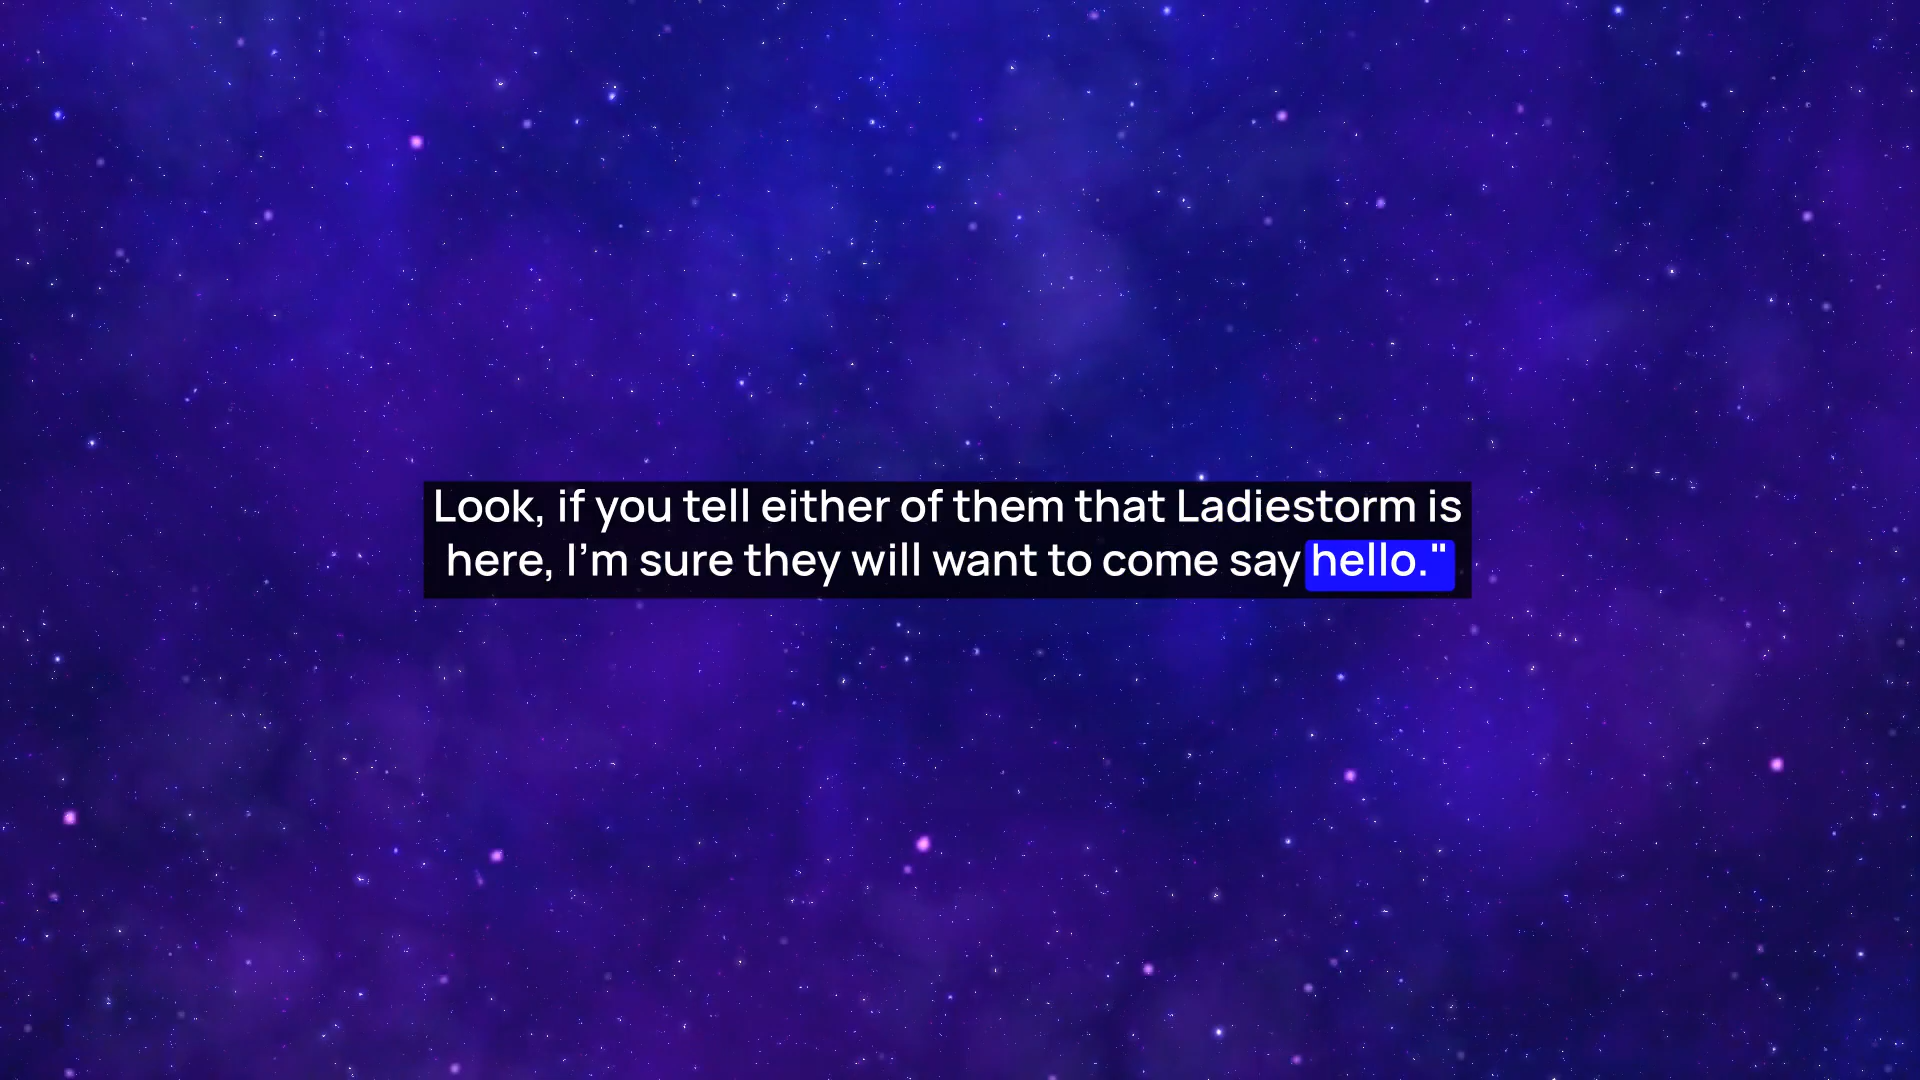 Look, if you tell either of them that Ladiestorm is
here, I’m sure they will want to come say hello."